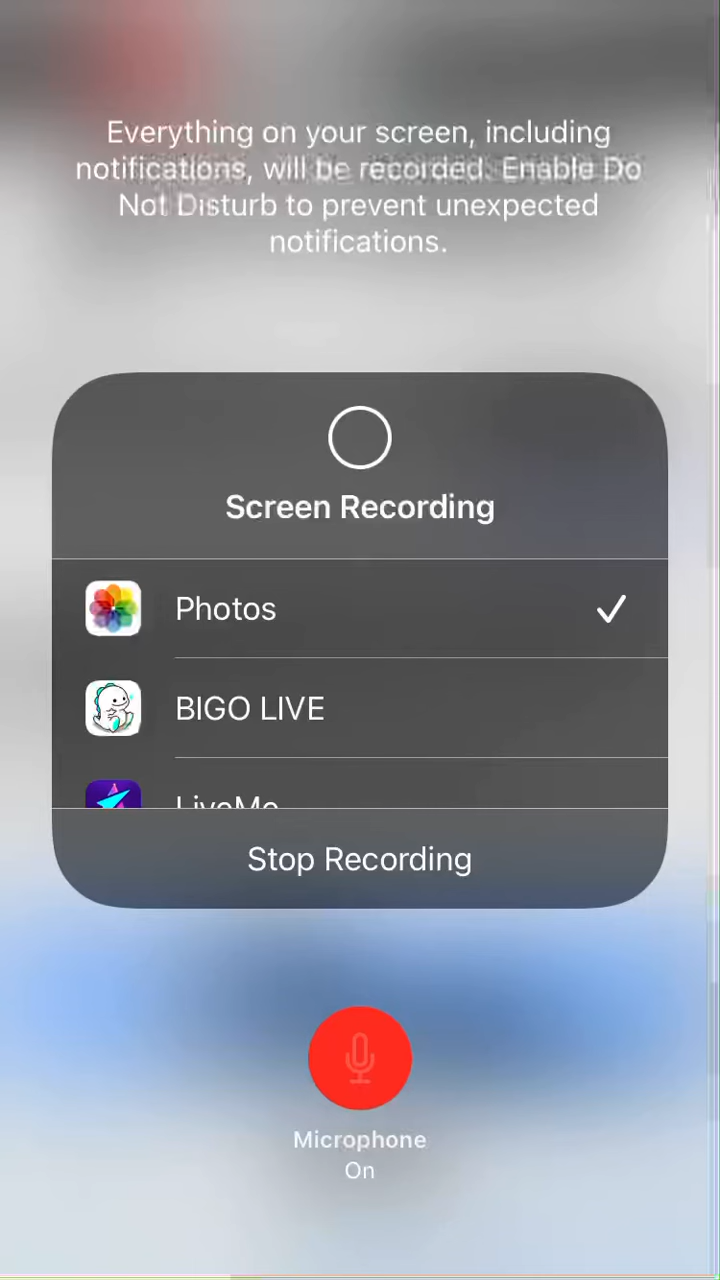 Everything on your screen, including
notifications, will be recorded. Enable Do
Not Disturb to prevent unexpected
notifications.
Screen Recording
Photos
BIGO LIVE
LiveMe
Stop Recording
Microphone
On